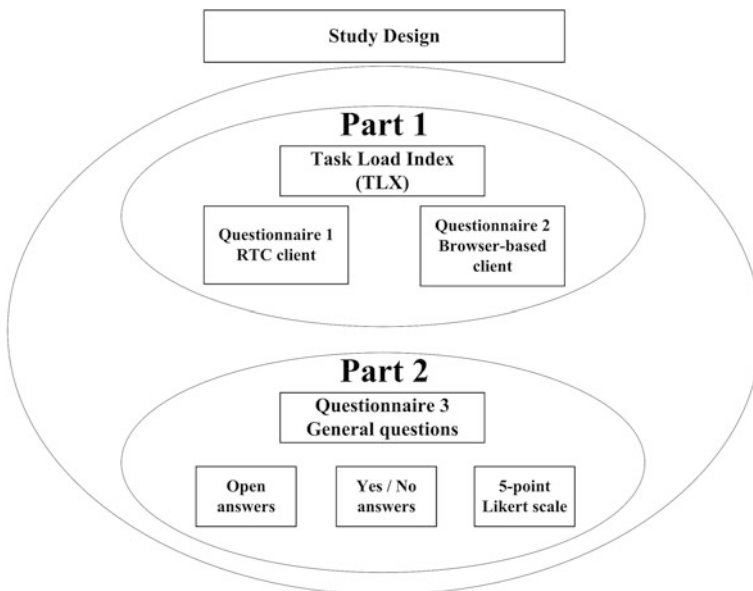 Study Design
Part 1
Task Load Index
(TLX)
Questionnaire 1
RTC client
Questionnaire 2
Browser-based
client
Part 2
Questionnaire 3
General questions
Open
answers
Yes / No
answers
5-point
Likert scale